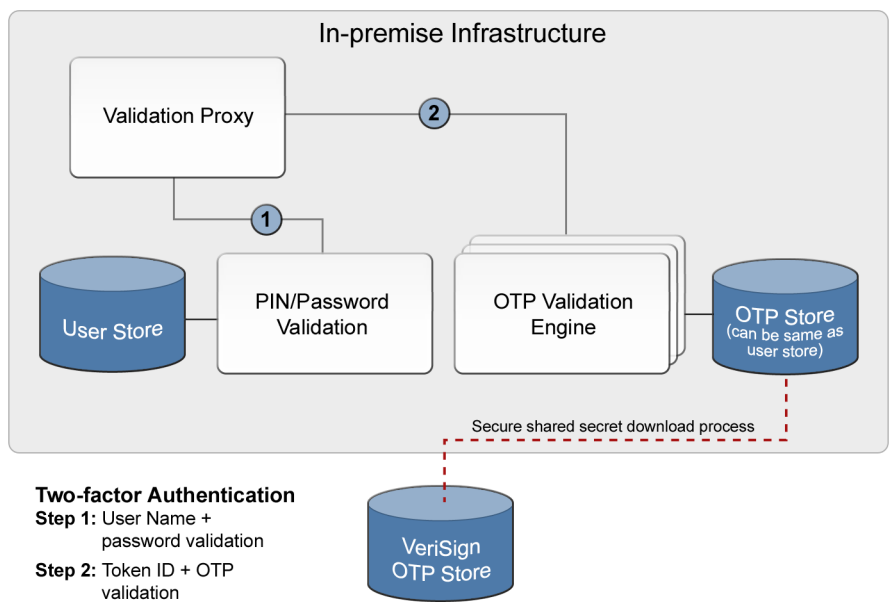 In-premise Infrastructure
Validation Proxy
2
1
User Store
PIN/Password
Validation
OTP Validation
Engine
OTP Store
(can be same as
user store)
Secure shared secret download process
Two-factor Authentication
Step 1: User Name +
password validation
Step 2: Token ID + OTP
validation
VeriSign
OTP Store